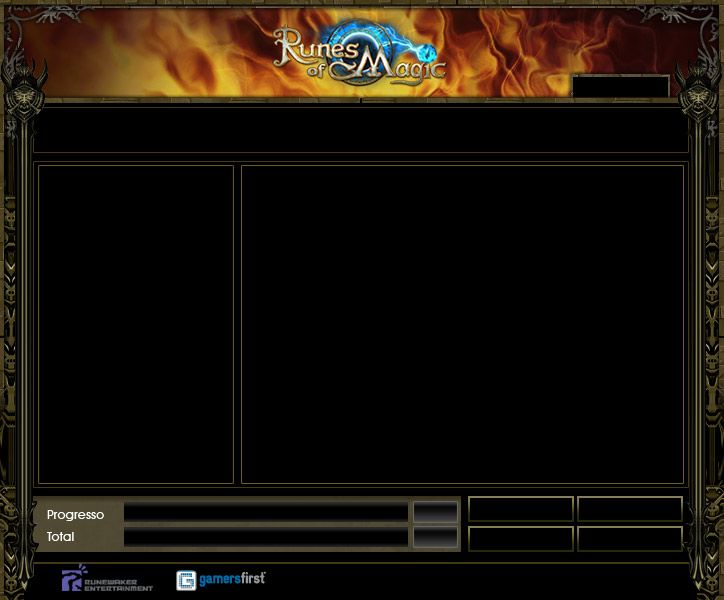 Runes
of Magic
Progresso
Total
RUNEWAKER
ENTERTAINMENT
G gamersfirst